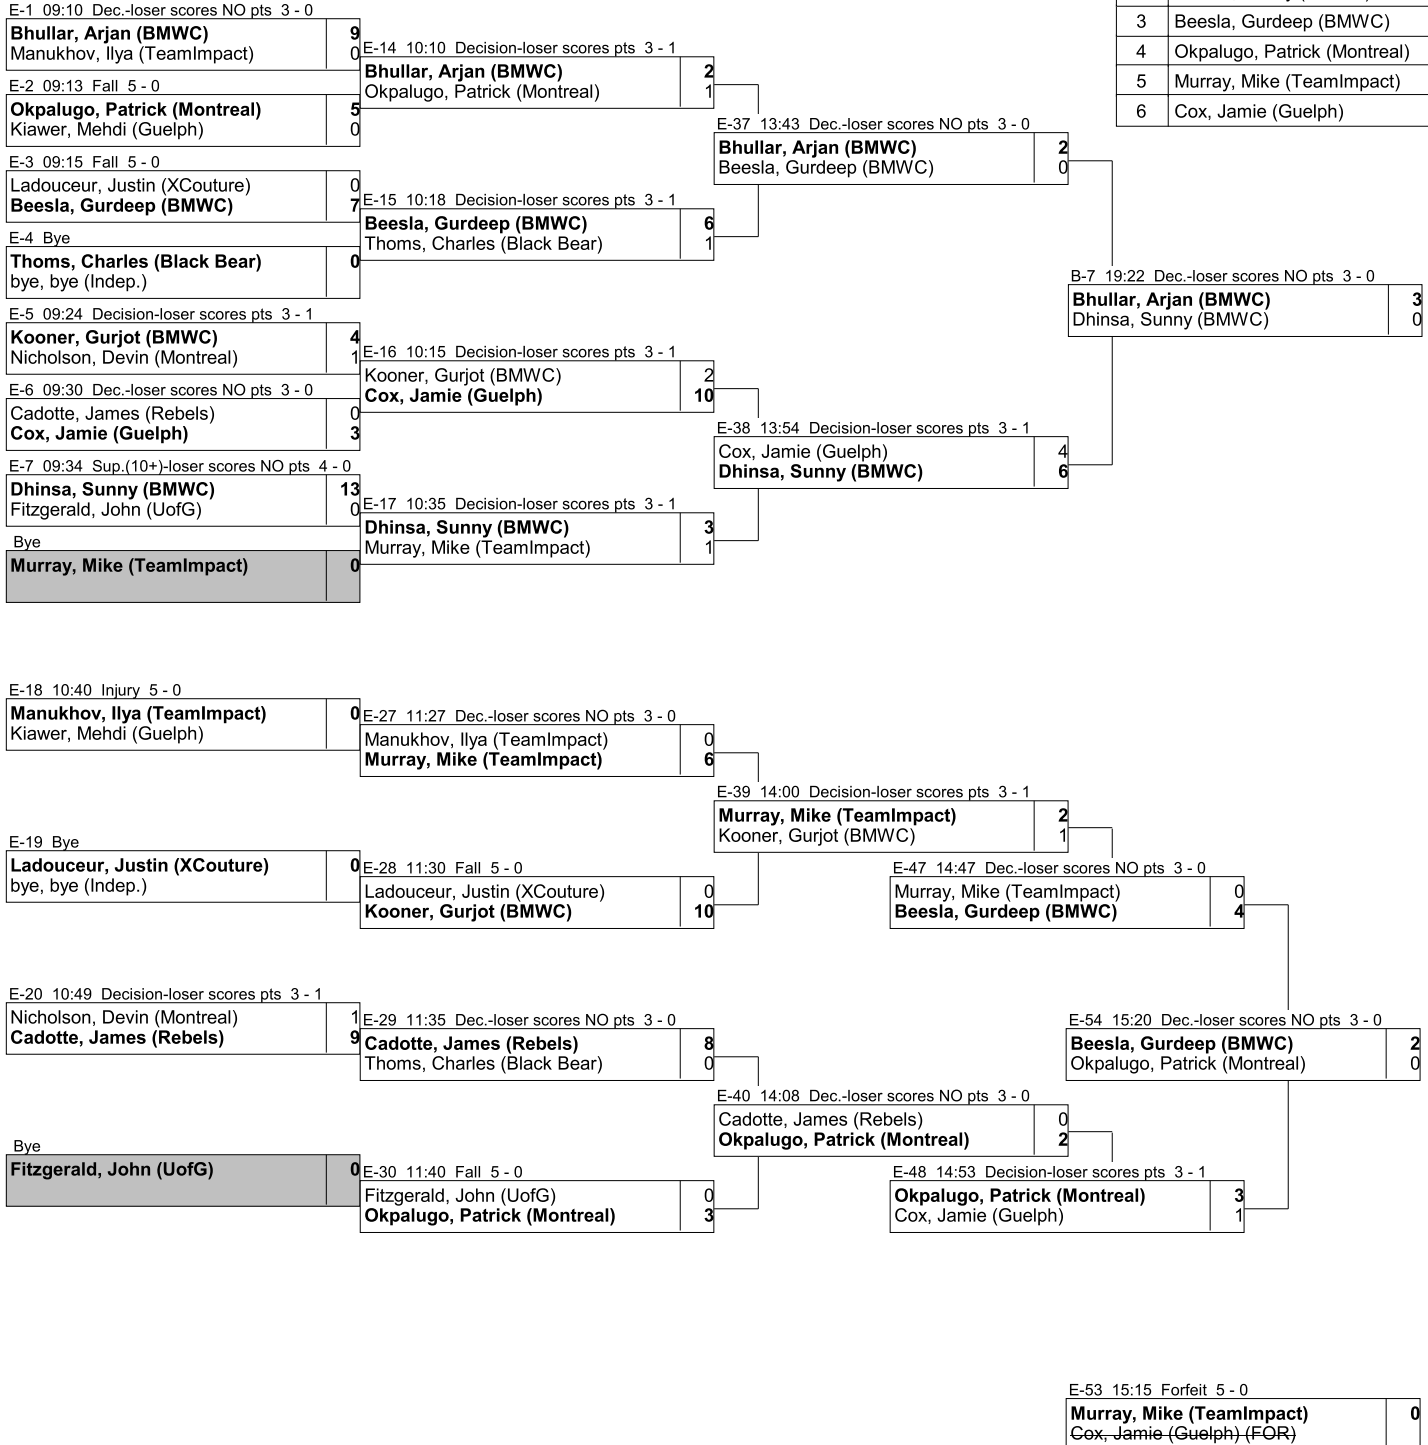 E-1 09:10 Dec.-loser scores NO pts 3 - 0
Bhullar, Arjan (BMWC) 9
Manukhov, Ilya (TeamImpact) 0
E-2 09:13 Fall 5 - 0
Okpalugo, Patrick (Montreal) 5
Kiawer, Mehdi (Guelph) 0
E-3 09:15 Fall 5 - 0
Ladouceur, Justin (XCouture) 0
Beesla, Gurdeep (BMWC) 7
E-4 Bye
Thoms, Charles (Black Bear) 0
bye, bye (Indep.)
E-5 09:24 Decision-loser scores pts 3 - 1
Kooner, Gurjot (BMWC) 4
Nicholson, Devin (Montreal) 1
E-6 09:30 Dec.-loser scores NO pts 3 - 0
Cadotte, James (Rebels) 0
Cox, Jamie (Guelph) 3
E-7 09:34 Sup.(10+)-loser scores NO pts 4 - 0
Dhinsa, Sunny (BMWC) 13
Fitzgerald, John (UofG) 0
Bye
Murray, Mike (TeamImpact) 0
E-14 10:10 Decision-loser scores pts 3 - 1
Bhullar, Arjan (BMWC) 2
Okpalugo, Patrick (Montreal) 1
E-15 10:18 Decision-loser scores pts 3 - 1
Beesla, Gurdeep (BMWC) 6
Thoms, Charles (Black Bear) 1
E-16 10:15 Decision-loser scores pts 3 - 1
Kooner, Gurjot (BMWC) 2
Cox, Jamie (Guelph) 10
E-17 10:35 Decision-loser scores pts 3 - 1
Dhinsa, Sunny (BMWC) 3
Murray, Mike (TeamImpact) 1
E-37 13:43 Dec.-loser scores NO pts 3 - 0
Bhullar, Arjan (BMWC) 2
Beesla, Gurdeep (BMWC) 0
E-38 13:54 Decision-loser scores pts 3 - 1
Cox, Jamie (Guelph) 4
Dhinsa, Sunny (BMWC) 6
3 Beesla, Gurdeep (BMWC)
4 Okpalugo, Patrick (Montreal)
5 Murray, Mike (TeamImpact)
6 Cox, Jamie (Guelph)
B-7 19:22 Dec.-loser scores NO pts 3 - 0
Bhullar, Arjan (BMWC) 3
Dhinsa, Sunny (BMWC) 0
E-18 10:40 Injury 5 - 0
Manukhov, Ilya (TeamImpact) 0
Kiawer, Mehdi (Guelph)
E-19 Bye
Ladouceur, Justin (XCouture) 0
bye, bye (Indep.)
E-20 10:49 Decision-loser scores pts 3 - 1
Nicholson, Devin (Montreal) 1
Cadotte, James (Rebels) 9
Bye
Fitzgerald, John (UofG) 0
E-27 11:27 Dec.-loser scores NO pts 3 - 0
Manukhov, Ilya (TeamImpact) 0
Murray, Mike (TeamImpact) 6
E-28 11:30 Fall 5 - 0
Ladouceur, Justin (XCouture) 0
Kooner, Gurjot (BMWC) 10
E-29 11:35 Dec.-loser scores NO pts 3 - 0
Cadotte, James (Rebels) 8
Thoms, Charles (Black Bear) 0
E-30 11:40 Fall 5 - 0
Fitzgerald, John (UofG) 0
Okpalugo, Patrick (Montreal) 3
E-39 14:00 Decision-loser scores pts 3 - 1
Murray, Mike (TeamImpact) 2
Kooner, Gurjot (BMWC) 1
E-40 14:08 Dec.-loser scores NO pts 3 - 0
Cadotte, James (Rebels) 0
Okpalugo, Patrick (Montreal) 2
E-47 14:47 Dec.-loser scores NO pts 3 - 0
Murray, Mike (TeamImpact) 0
Beesla, Gurdeep (BMWC) 4
E-48 14:53 Decision-loser scores pts 3 - 1
Okpalugo, Patrick (Montreal) 3
Cox, Jamie (Guelph) 1
E-54 15:20 Dec.-loser scores NO pts 3 - 0
Beesla, Gurdeep (BMWC) 2
Okpalugo, Patrick (Montreal) 0
E-53 15:15 Forfeit 5 - 0
Murray, Mike (TeamImpact) 0
Cox, Jamie (Guelph) (FOR)